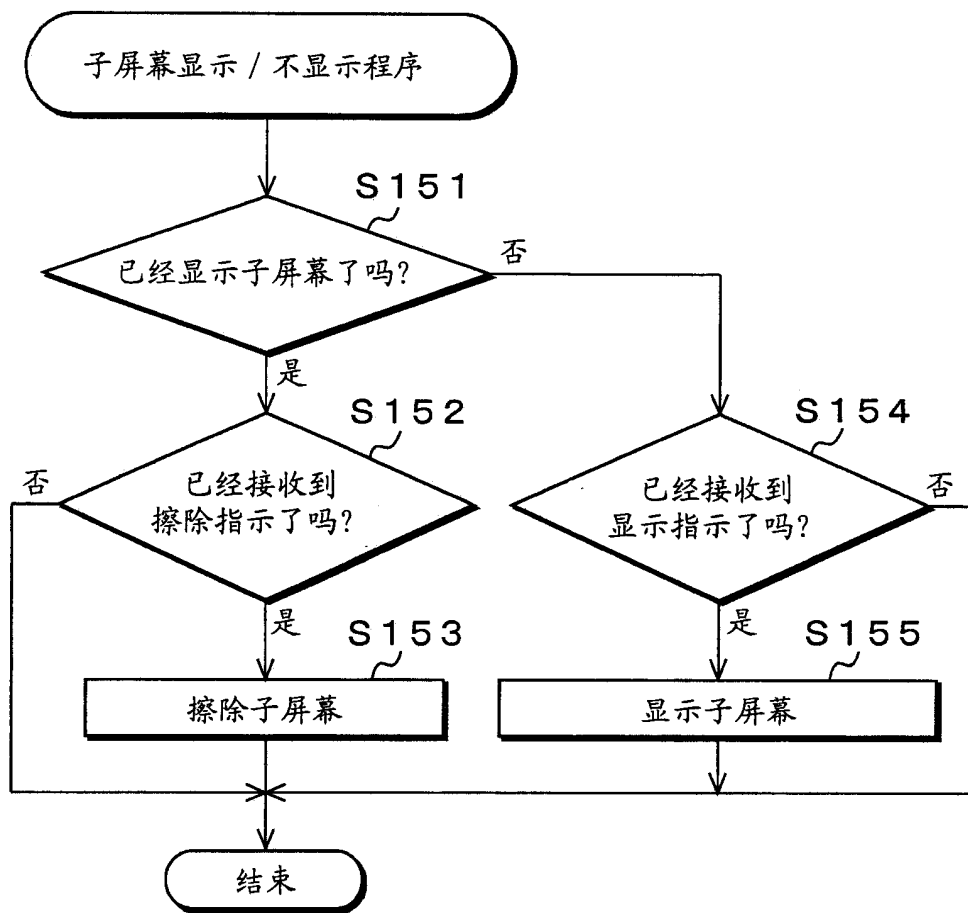 子屏幕显示 / 不显示程序
S151
已经显示子屏幕了吗?
否
是
S152
否
已经接收到
擦除指示了吗?
是
S153
擦除子屏幕
S154
已经接收到
显示指示了吗?
否
是
S155
显示子屏幕
结束